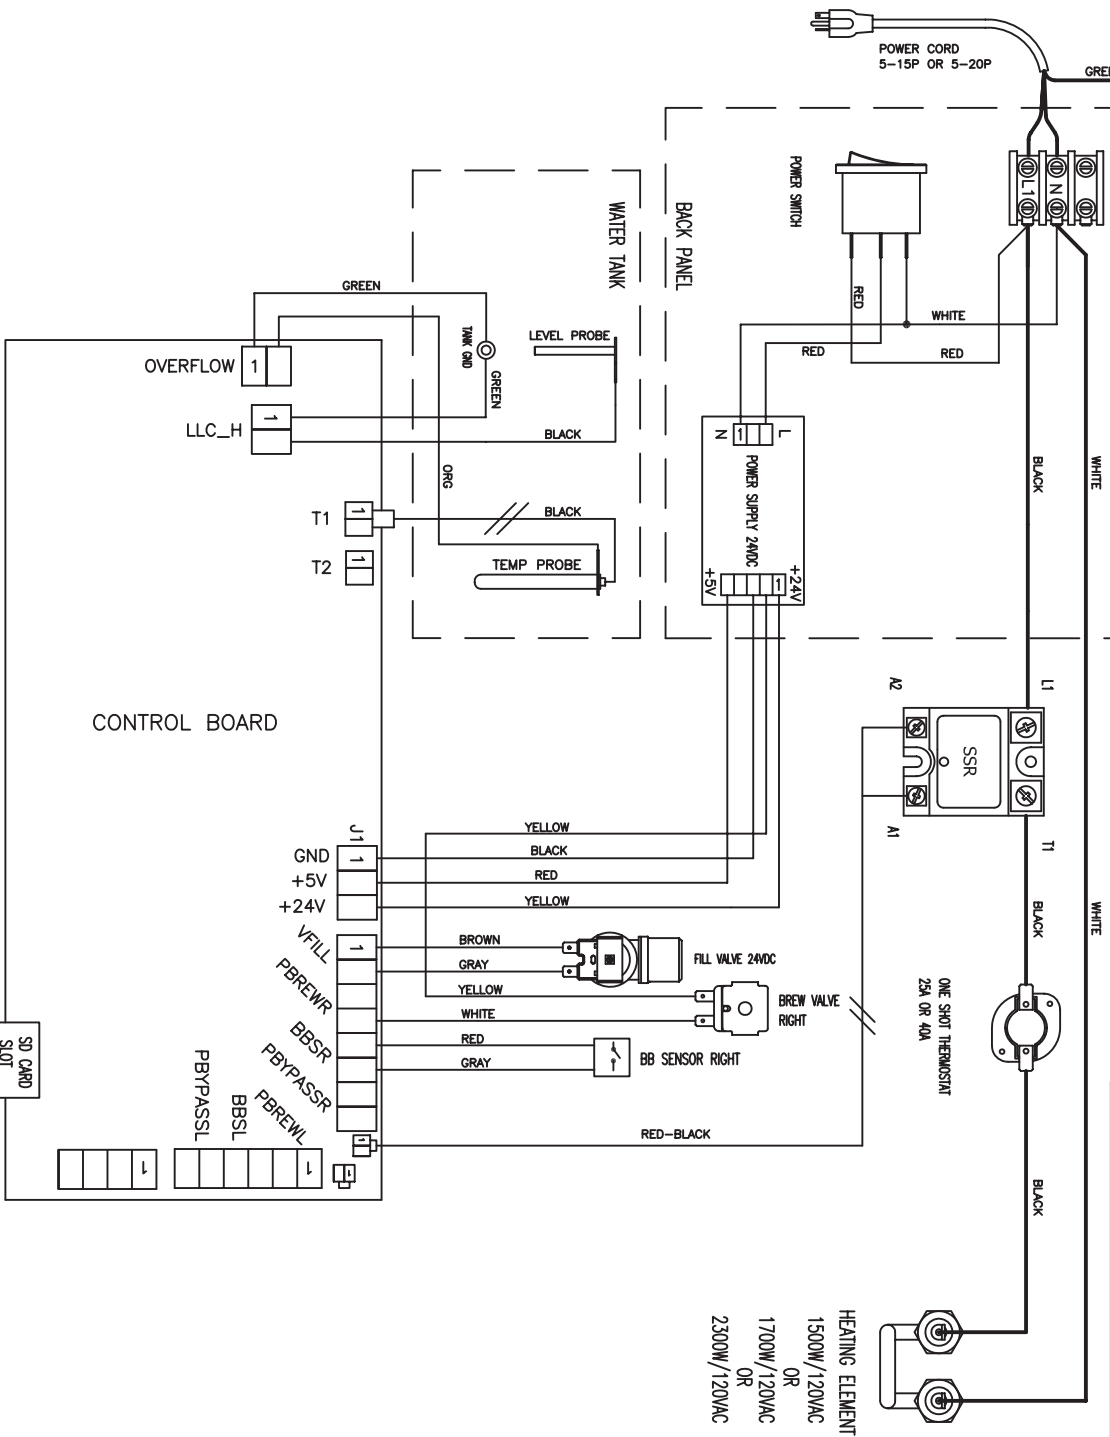 POWER CORD
5-15P OR 5-20P
L1
N
POWER SWITCH
BACK PANEL
WATER TANK
RED
WHITE
RED
RED
GREEN
TANK GND
GREEN
LEVEL PROBE
OVERFLOW
1
LLC_H
1
BLACK
ORG
T1
1
BLACK
T2
1
TEMP PROBE
N
1
L
POWER SUPPLY 24VDC
+5V
1
+24V
BLACK
WHITE
CONTROL BOARD
A2
L1
SSR
A1
T1
J1
GND
1
+5V
+24V
YELLOW
BLACK
RED
YELLOW
BLACK
WHITE
VFILL
1
PBREWR
BBSR
PBYPASSR
BROWN
GRAY
YELLOW
WHITE
RED
GRAY
FILL VALVE 24VDC
BREW VALVE
RIGHT
BB SENSOR RIGHT
ONE SHOT THERMOSTAT
25A OR 40A
SD CARD
SLOT
PBYPASSL
BBSL
PBREWL
1
1
1
1
RED-BLACK
BLACK
HEATING ELEMENT
1500W/120VAC
OR
1700W/120VAC
OR
2300W/120VAC